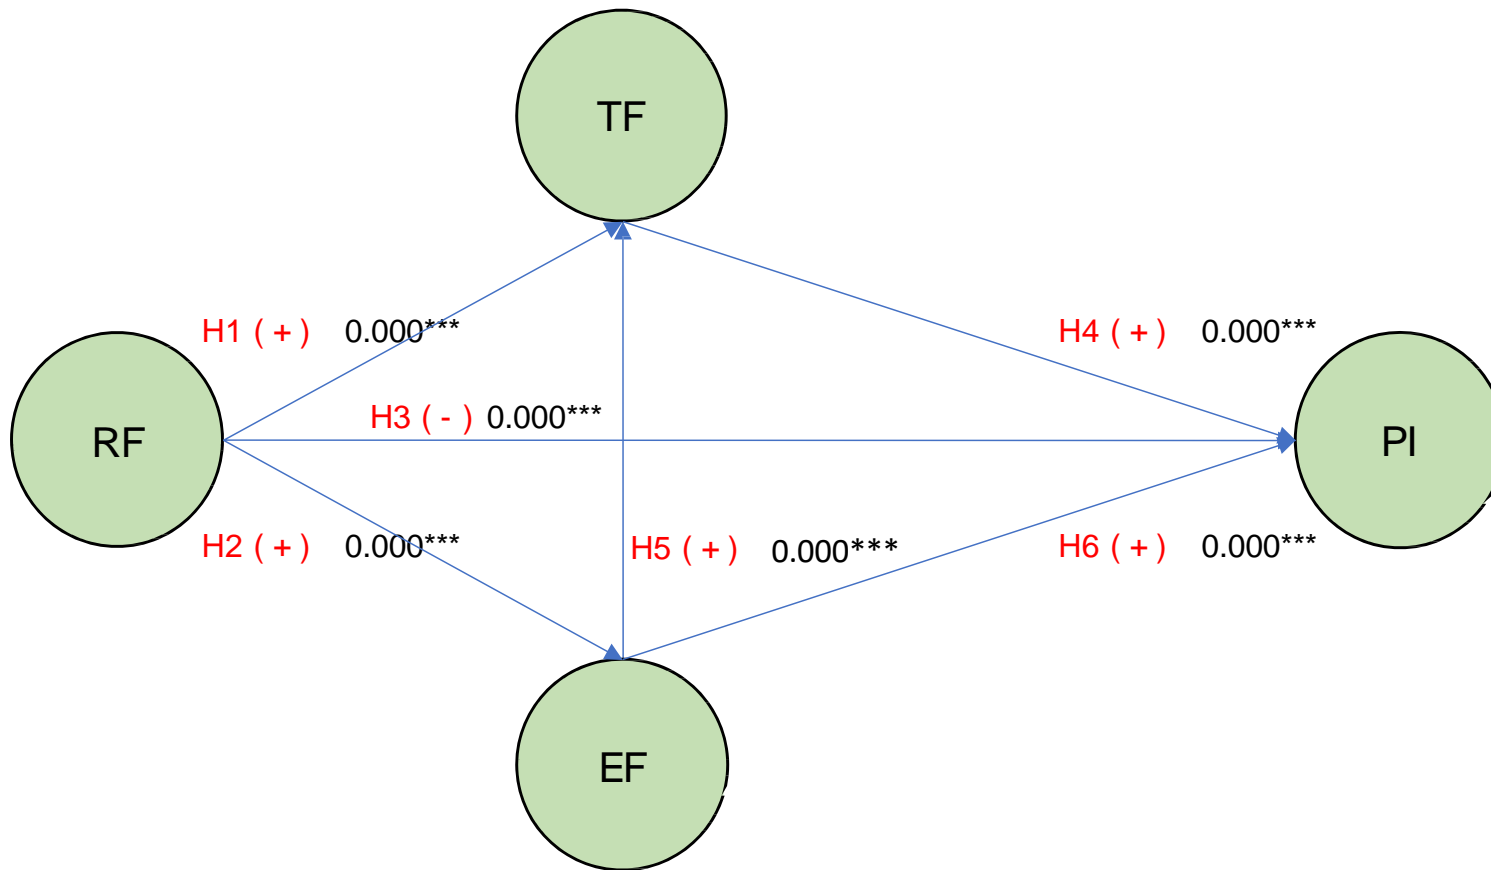 TF
H1 ( + ) 0.000***
H4 ( + ) 0.000***
H3 ( - ) 0.000***
RF
PI
H2 ( + ) 0.000***
H5 ( + ) 0.000***
H6 ( + ) 0.000***
EF